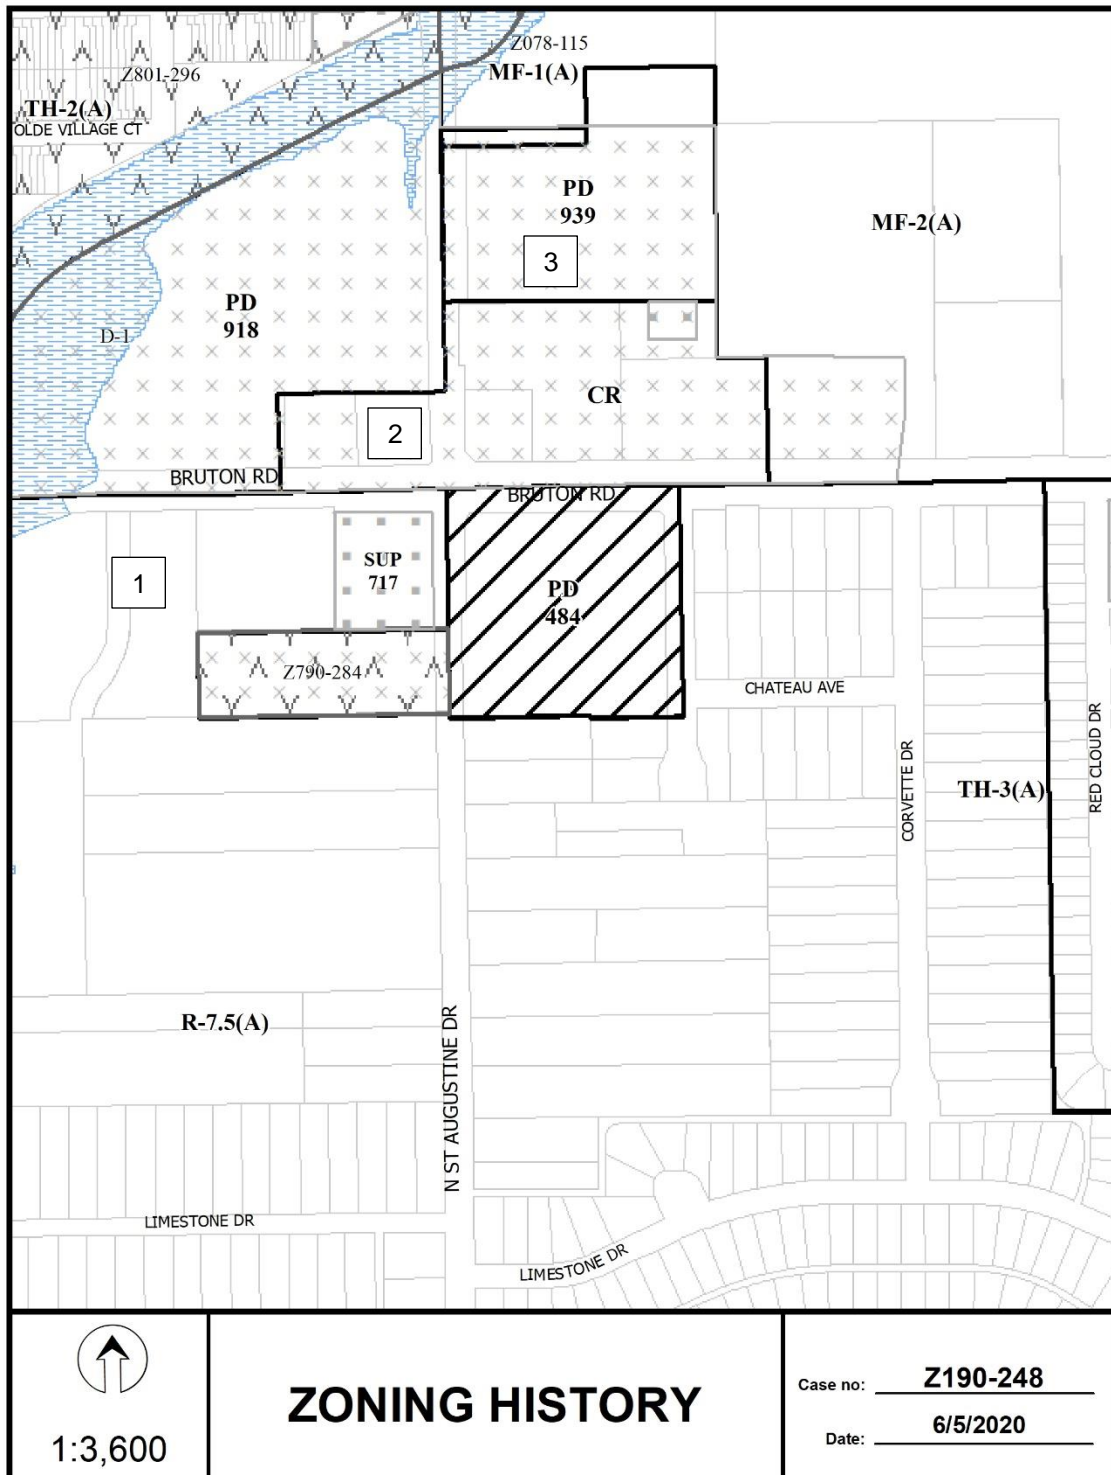 Z078-115
MF-1(A)
Z801-296
TH-2(A)
OLDE VILLAGE CT
PD
939
MF-2(A)
3
PD
918
D-1
CR
2
BRUTON RD
BRUTON RD
SUP
717
1
PD
484
Z790-284
CHATEAU AVE
CORVETTE DR
RED CLOUD DR
TH-3(A)
R-7.5(A)
N ST AUGUSTINE DR
LIMESTONE DR
LIMESTONE DR
1:3,600
ZONING HISTORY
Case no: Z190-248
Date: 6/5/2020